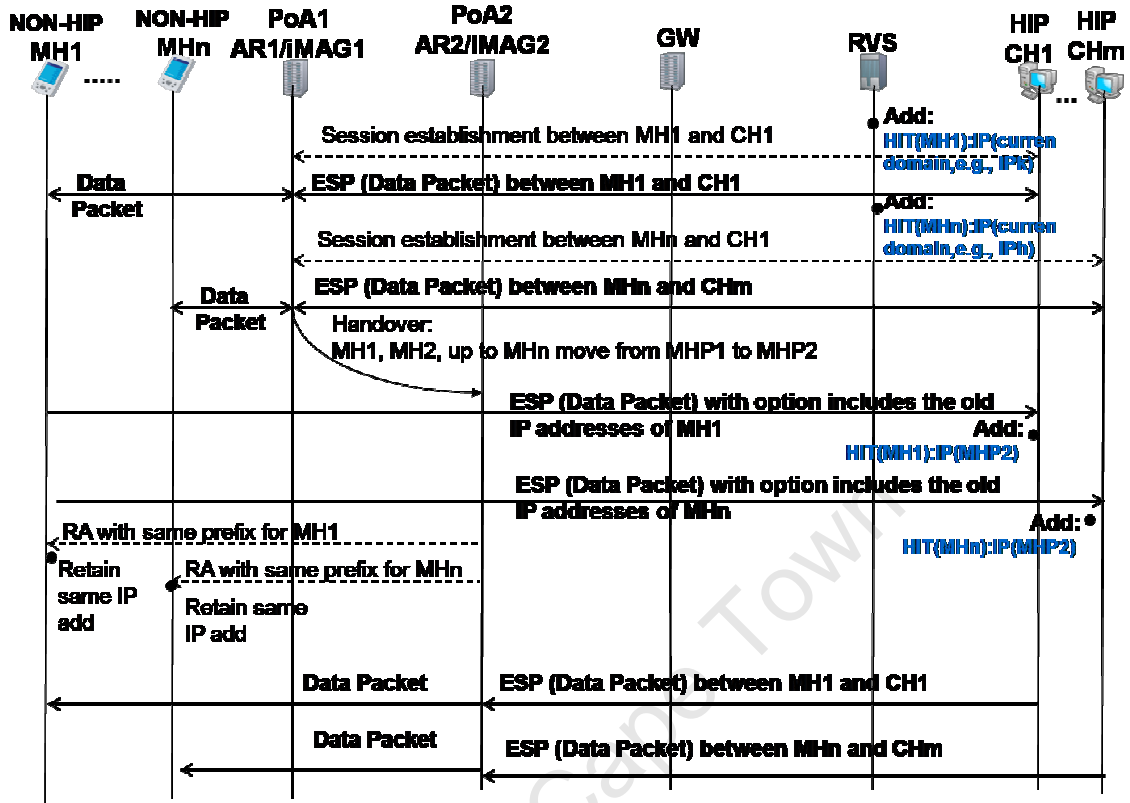 NON-HIP MH1
.....
NON-HIP MHn
PoA1 AR1/iMAG1
PoA2 AR2/iMAG2
GW
RVS
HIP CH1
...
HIP CHm
Add:
HIT(MH1):IP(curren
domain,e.g., IPk)
Session establishment between MH1 and CH1
Data
Packet
ESP (Data Packet) between MH1 and CH1
Add:
HIT(MHn):IP(curren
domain,e.g., IPh)
Session establishment between MHn and CH1
Data
Packet
ESP (Data Packet) between MHn and CHm
Handover:
MH1, MH2, up to MHn move from MHP1 to MHP2
ESP (Data Packet) with option includes the old
IP addresses of MH1
Add:
HIT(MH1):IP(MHP2)
ESP (Data Packet) with option includes the old
IP addresses of MHn
Add:
HIT(MHn):IP(MHP2)
RA with same prefix for MH1
Retain
same IP
add
RA with same prefix for MHn
Retain same
IP add
Data Packet
ESP (Data Packet) between MH1 and CH1
Data Packet
ESP (Data Packet) between MHn and CHm
Cape Town